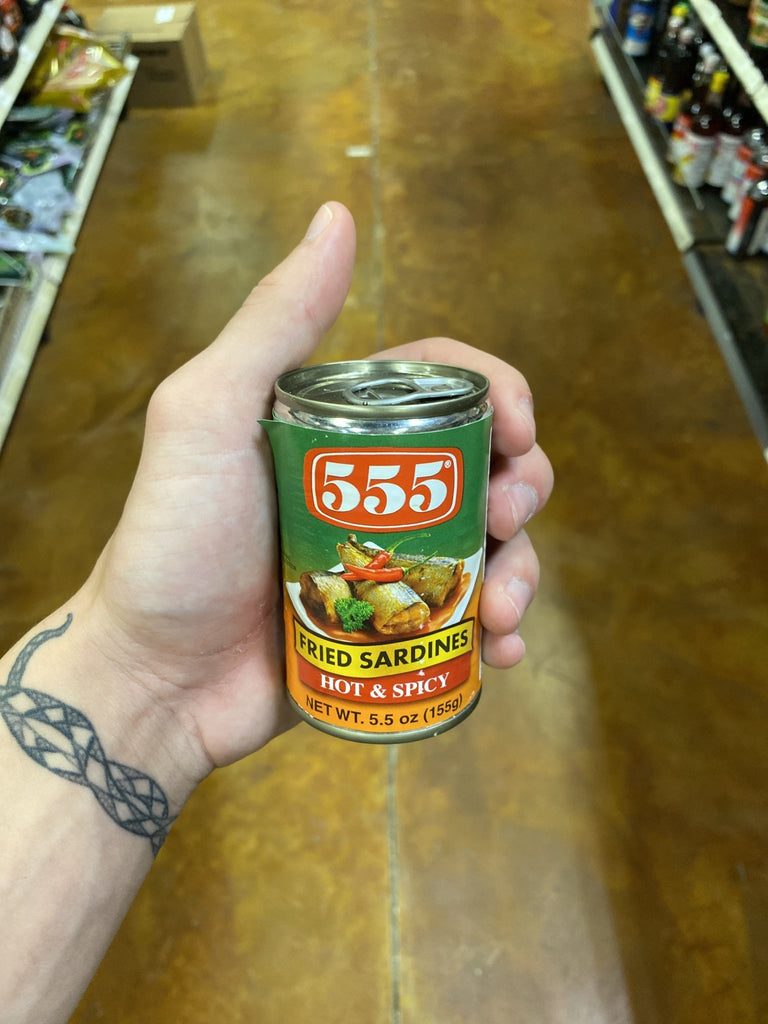 555®
FRIED SARDINES
HOT & SPICY
NET WT. 5.5 oz (155g)